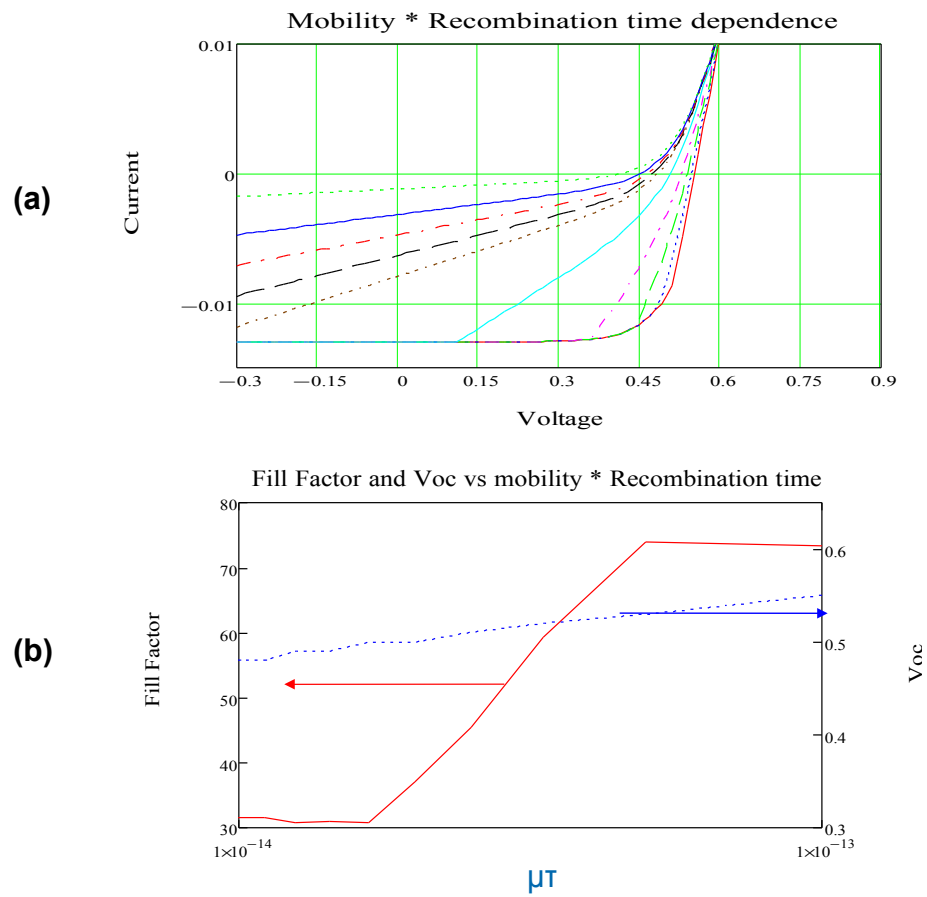 Mobility * Recombination time dependence
0.01
0
−0.01
(a)
Current
−0.3 −0.15 0 0.15 0.3 0.45 0.6 0.75 0.9
Voltage
Fill Factor and Voc vs mobility * Recombination time
80
70
60
50
40
30
0.6
0.5
0.4
0.3
(b)
Fill Factor
Voc
1×10⁻¹⁴ 1×10⁻¹³
μτ